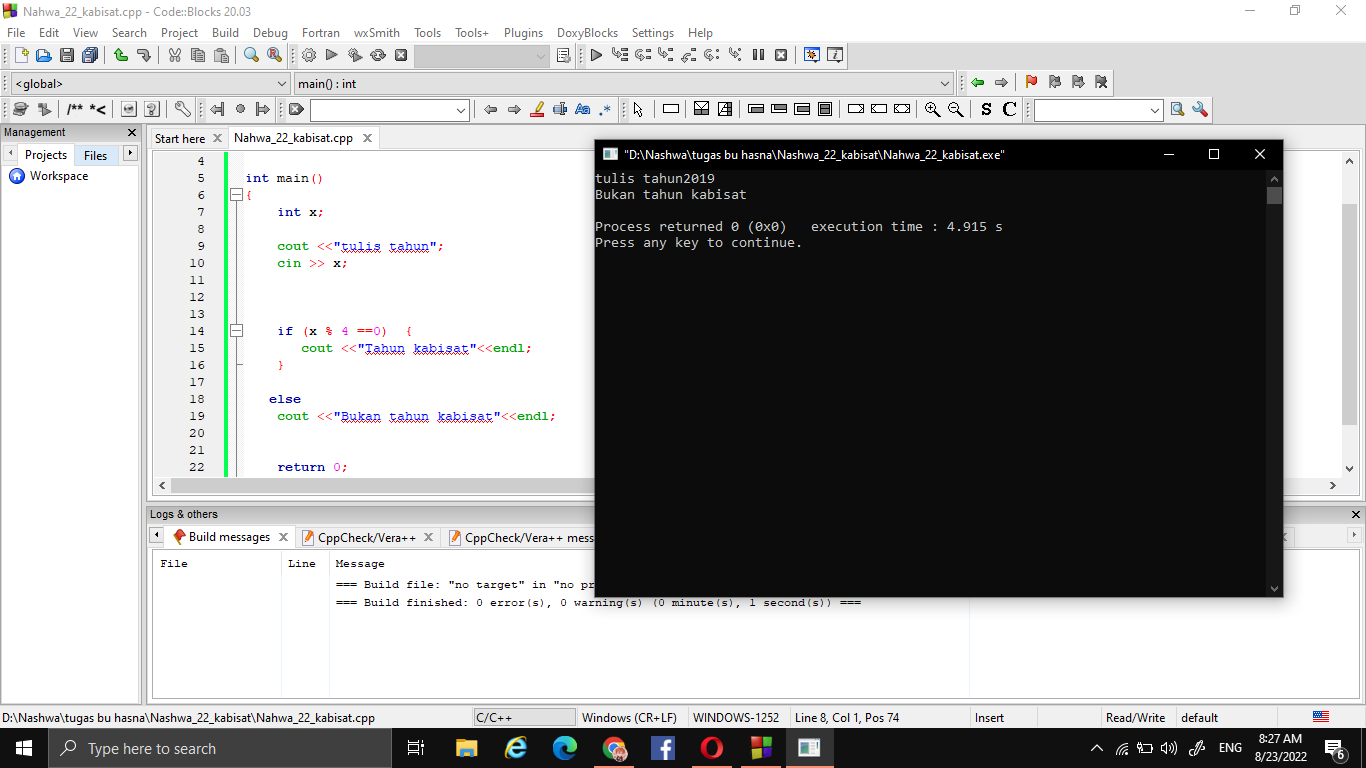 Nahwa_22_kabisat.cpp - Code::Blocks 20.03
File Edit View Search Project Build Debug Fortran wxSmith Tools Tools+ Plugins DoxyBlocks Settings Help
<global>
main() : int
/** *<
Aa .*
S C
Management
Projects
Files
Workspace
Start here
Nahwa_22_kabisat.cpp
4
5 int main()
6 {
7 int x;
8
9 cout <<"tulis tahun";
10 cin >> x;
11
12
13
14 if (x % 4 ==0) {
15 cout <<"Tahun kabisat"<<endl;
16 }
17
18 else
19 cout <<"Bukan tahun kabisat"<<endl;
20
21
22 return 0;
"D:\Nashwa\tugas bu hasna\Nashwa_22_kabisat\Nahwa_22_kabisat.exe"
tulis tahun2019
Bukan tahun kabisat
Process returned 0 (0x0) execution time : 4.915 s
Press any key to continue.
Logs & others
Build messages
CppCheck/Vera++
CppCheck/Vera++ mess
File Line Message
=== Build file: "no target" in "no pr
=== Build finished: 0 error(s), 0 warning(s) (0 minute(s), 1 second(s)) ===
D:\Nashwa\tugas bu hasna\Nashwa_22_kabisat\Nahwa_22_kabisat.cpp
C/C++
Windows (CR+LF)
WINDOWS-1252
Line 8, Col 1, Pos 74
Insert
Read/Write
default
Type here to search
ENG
8:27 AM
8/23/2022
6